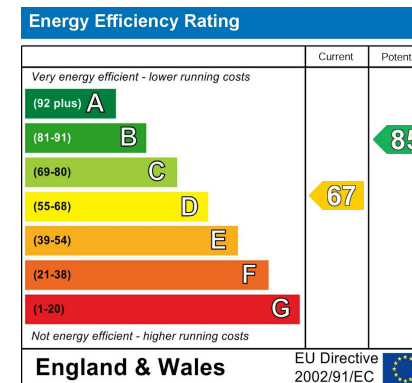 Energy Efficiency Rating
Current Potent
Very energy efficient - lower running costs
(92 plus) A
(81-91) B
85
(69-80) C
(55-68) D
67
(39-54) E
(21-38) F
(1-20) G
Not energy efficient - higher running costs
England & Wales
EU Directive
2002/91/EC